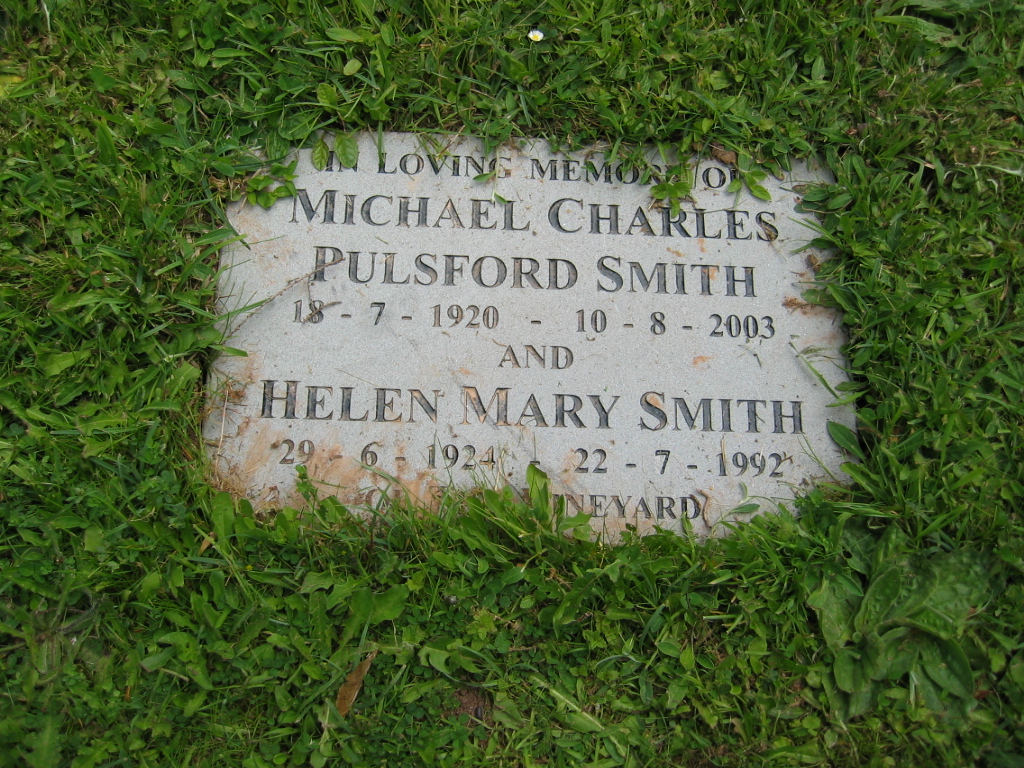 IN LOVING MEMORY OF
MICHAEL CHARLES
PULSFORD SMITH
18 - 7 - 1920 - 10 - 8 - 2003
AND
HELEN MARY SMITH
29 - 6 - 1924 - 22 - 7 - 1992
VINEYARD